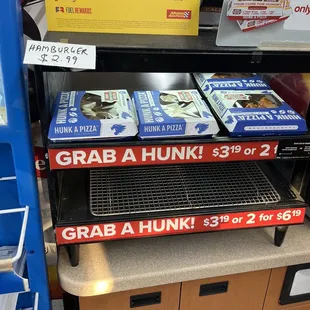 FUEL REWARDS
HAMBURGER
$2.99
only
HUNK A PIZZA
HUNK A PIZZA
HUNK A PIZZA
GRAB A HUNK! $3.19 or 2 f
GRAB A HUNK! $3.19 or 2 for $6.19